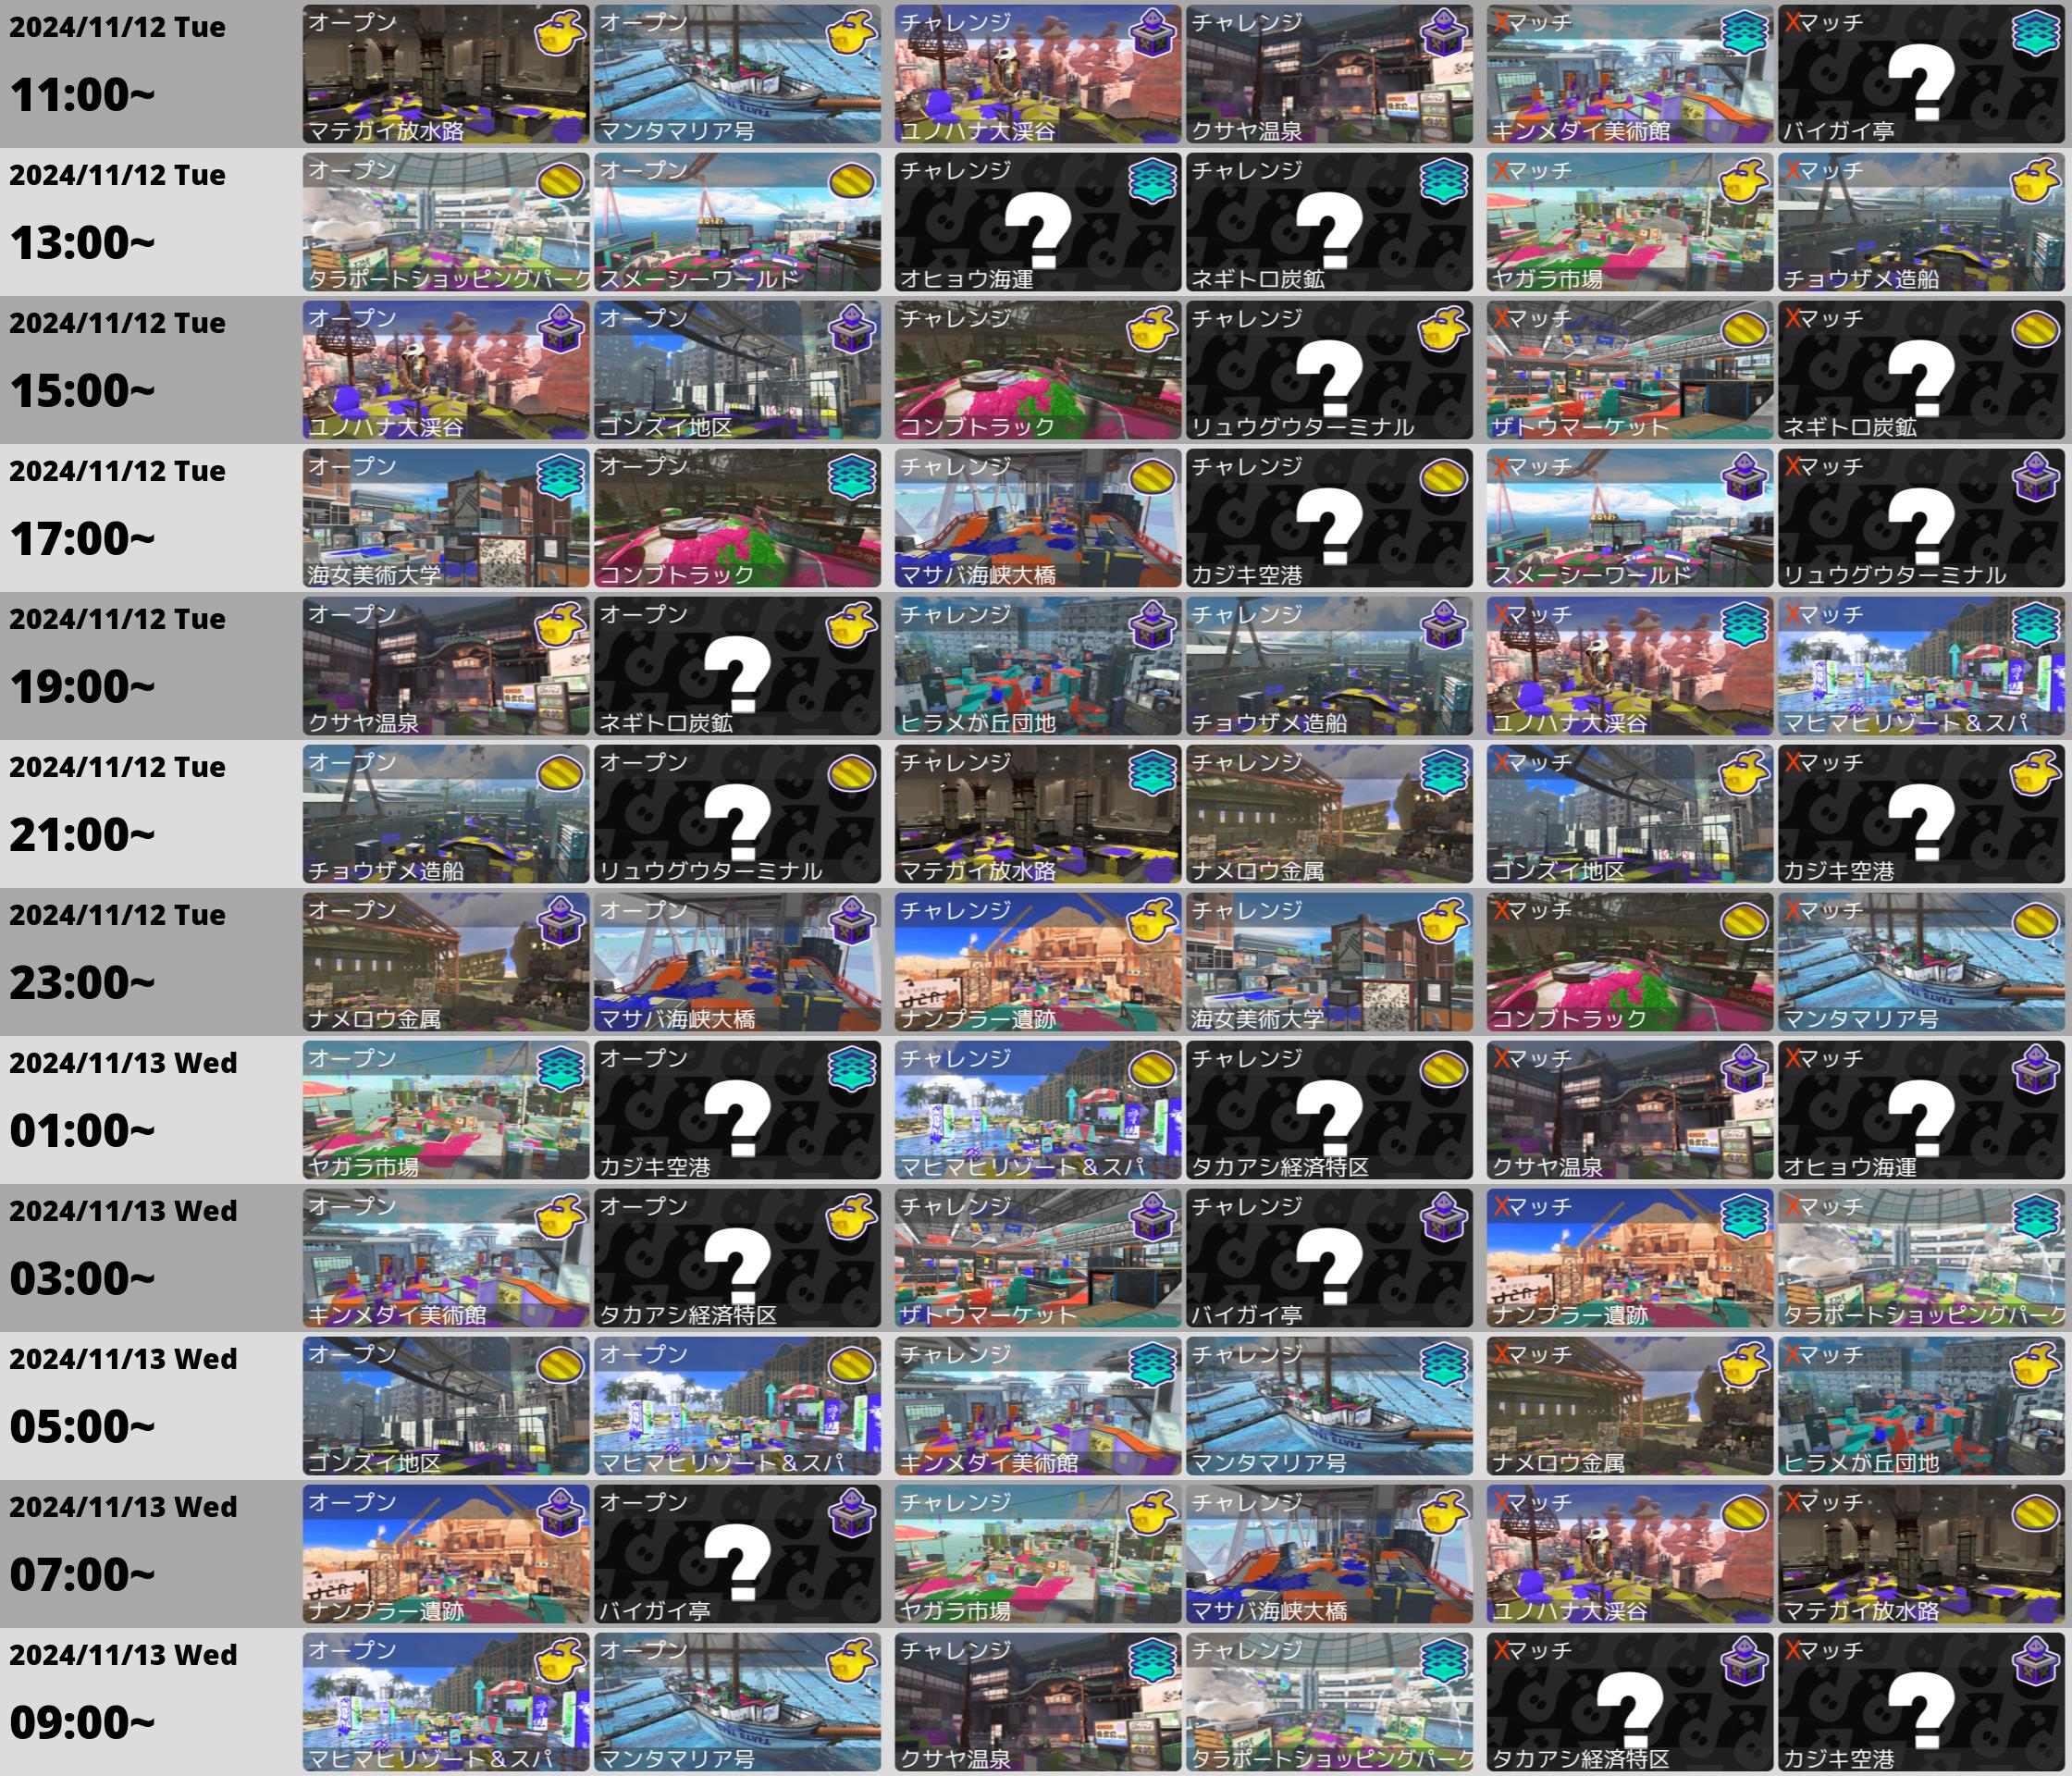 2024/11/12 Tue
11:00~
オープン
マテガイ放水路
オープン
マンタマリア号
チャレンジ
ユノハナ大渓谷
チャレンジ
クサヤ温泉
Xマッチ
キンメダイ美術館
Xマッチ
バイガイ亭
2024/11/12 Tue
13:00~
オープン
タラポートショッピングパーク
オープン
スメーシーワールド
チャレンジ
オヒョウ海運
チャレンジ
ネギトロ炭鉱
Xマッチ
ヤガラ市場
Xマッチ
チョウザメ造船
2024/11/12 Tue
15:00~
オープン
ユノハナ大渓谷
オープン
ゴンズイ地区
チャレンジ
コンブトラック
チャレンジ
リュウグウターミナル
Xマッチ
ザトウマーケット
Xマッチ
ネギトロ炭鉱
2024/11/12 Tue
17:00~
オープン
海女美術大学
オープン
コンブトラック
チャレンジ
マサバ海峡大橋
チャレンジ
カジキ空港
Xマッチ
スメーシーワールド
Xマッチ
リュウグウターミナル
2024/11/12 Tue
19:00~
オープン
クサヤ温泉
オープン
ネギトロ炭鉱
チャレンジ
ヒラメが丘団地
チャレンジ
チョウザメ造船
Xマッチ
ユノハナ大渓谷
Xマッチ
マヒマヒリゾート＆スパ
2024/11/12 Tue
21:00~
オープン
チョウザメ造船
オープン
リュウグウターミナル
チャレンジ
マテガイ放水路
チャレンジ
ナメロウ金属
Xマッチ
ゴンズイ地区
Xマッチ
カジキ空港
2024/11/12 Tue
23:00~
オープン
ナメロウ金属
オープン
マサバ海峡大橋
チャレンジ
ナンプラー遺跡
チャレンジ
海女美術大学
Xマッチ
コンブトラック
Xマッチ
マンタマリア号
2024/11/13 Wed
01:00~
オープン
ヤガラ市場
オープン
カジキ空港
チャレンジ
マヒマヒリゾート＆スパ
チャレンジ
タカアシ経済特区
Xマッチ
クサヤ温泉
Xマッチ
オヒョウ海運
2024/11/13 Wed
03:00~
オープン
キンメダイ美術館
オープン
タカアシ経済特区
チャレンジ
ザトウマーケット
チャレンジ
バイガイ亭
Xマッチ
ナンプラー遺跡
Xマッチ
タラポートショッピングパーク
2024/11/13 Wed
05:00~
オープン
ゴンズイ地区
オープン
マヒマヒリゾート＆スパ
チャレンジ
キンメダイ美術館
チャレンジ
マンタマリア号
Xマッチ
ナメロウ金属
Xマッチ
ヒラメが丘団地
2024/11/13 Wed
07:00~
オープン
ナンプラー遺跡
オープン
バイガイ亭
チャレンジ
ヤガラ市場
チャレンジ
マサバ海峡大橋
Xマッチ
ユノハナ大渓谷
Xマッチ
マテガイ放水路
2024/11/13 Wed
09:00~
オープン
マヒマヒリゾート＆スパ
オープン
マンタマリア号
チャレンジ
クサヤ温泉
チャレンジ
タラポートショッピングパーク
Xマッチ
タカアシ経済特区
Xマッチ
カジキ空港